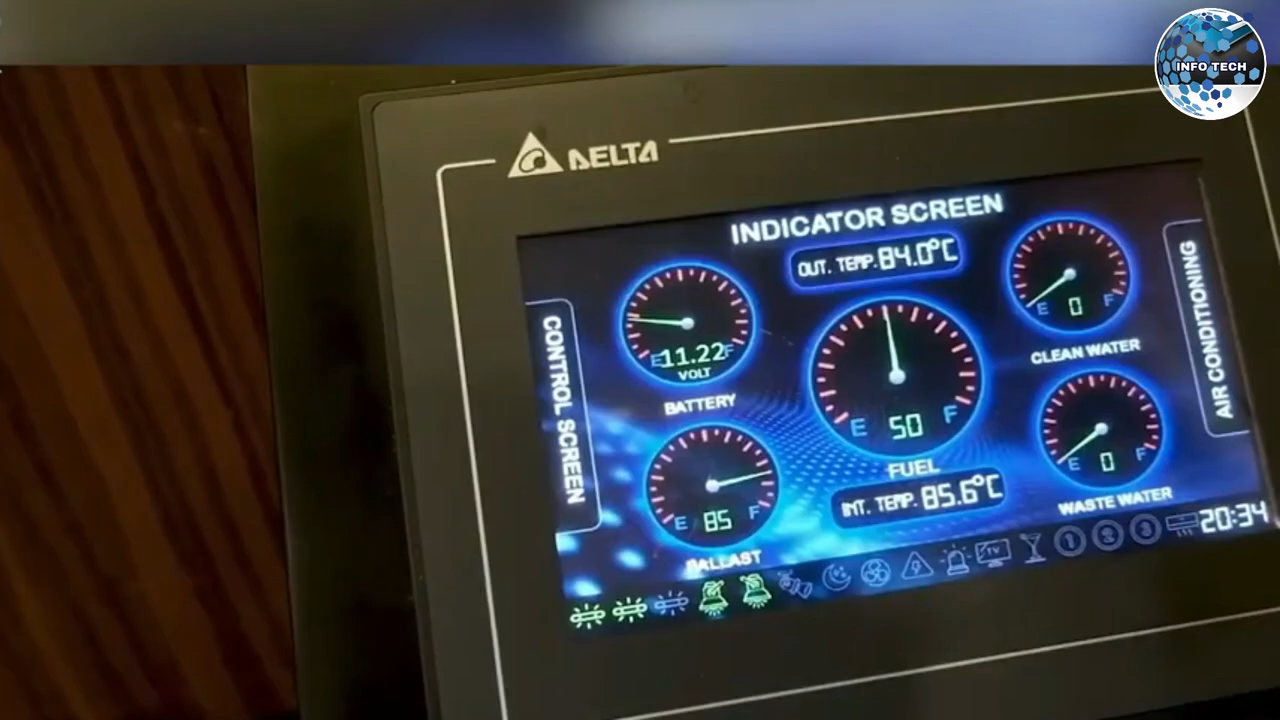 INFO TECH
DELTA
INDICATOR SCREEN
OUT. TEMP. 84.0°C
CONTROL SCREEN
AIR CONDITIONING
E 11.22 F
VOLT
BATTERY
E 0 F
CLEAN WATER
E 50 F
FUEL
E 85 F
BALLAST
E 0 F
WASTE WATER
INT. TEMP. 85.6°C
TV
1 2 3
20:34